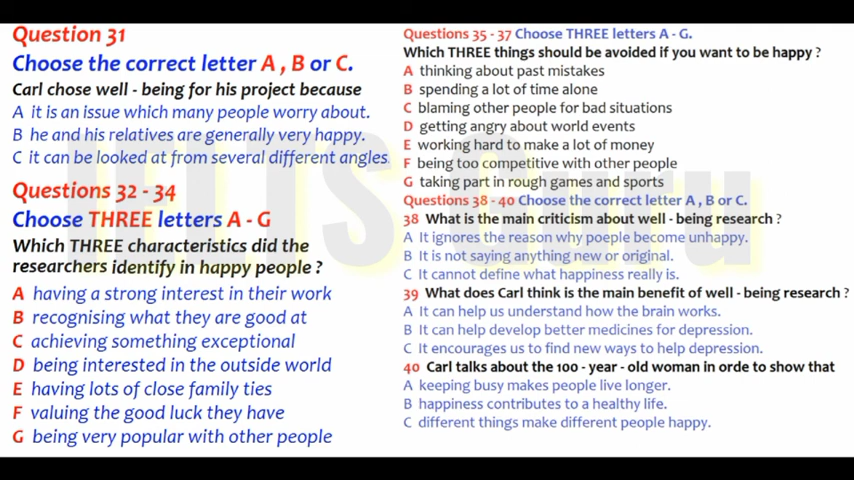 Question 31
Choose the correct letter A , B or C.
Carl chose well - being for his project because
A it is an issue which many people worry about.
B he and his relatives are generally very happy.
C it can be looked at from several different angles.
Questions 32 - 34
Choose THREE letters A - G
Which THREE characteristics did the
researchers identify in happy people ?
A having a strong interest in their work
B recognising what they are good at
C achieving something exceptional
D being interested in the outside world
E having lots of close family ties
F valuing the good luck they have
G being very popular with other people
Questions 35 - 37 Choose THREE letters A - G.
Which THREE things should be avoided if you want to be happy ?
A thinking about past mistakes
B spending a lot of time alone
C blaming other people for bad situations
D getting angry about world events
E working hard to make a lot of money
F being too competitive with other people
G taking part in rough games and sports
Questions 38 - 40 Choose the correct letter A , B or C.
38 What is the main criticism about well - being research ?
A It ignores the reason why poeple become unhappy.
B It is not saying anything new or original.
C It cannot define what happiness really is.
39 What does Carl think is the main benefit of well - being research ?
A It can help us understand how the brain works.
B It can help develop better medicines for depression.
C It encourages us to find new ways to help depression.
40 Carl talks about the 100 - year - old woman in orde to show that
A keeping busy makes people live longer.
B happiness contributes to a healthy life.
C different things make different people happy.
IELTS Guru